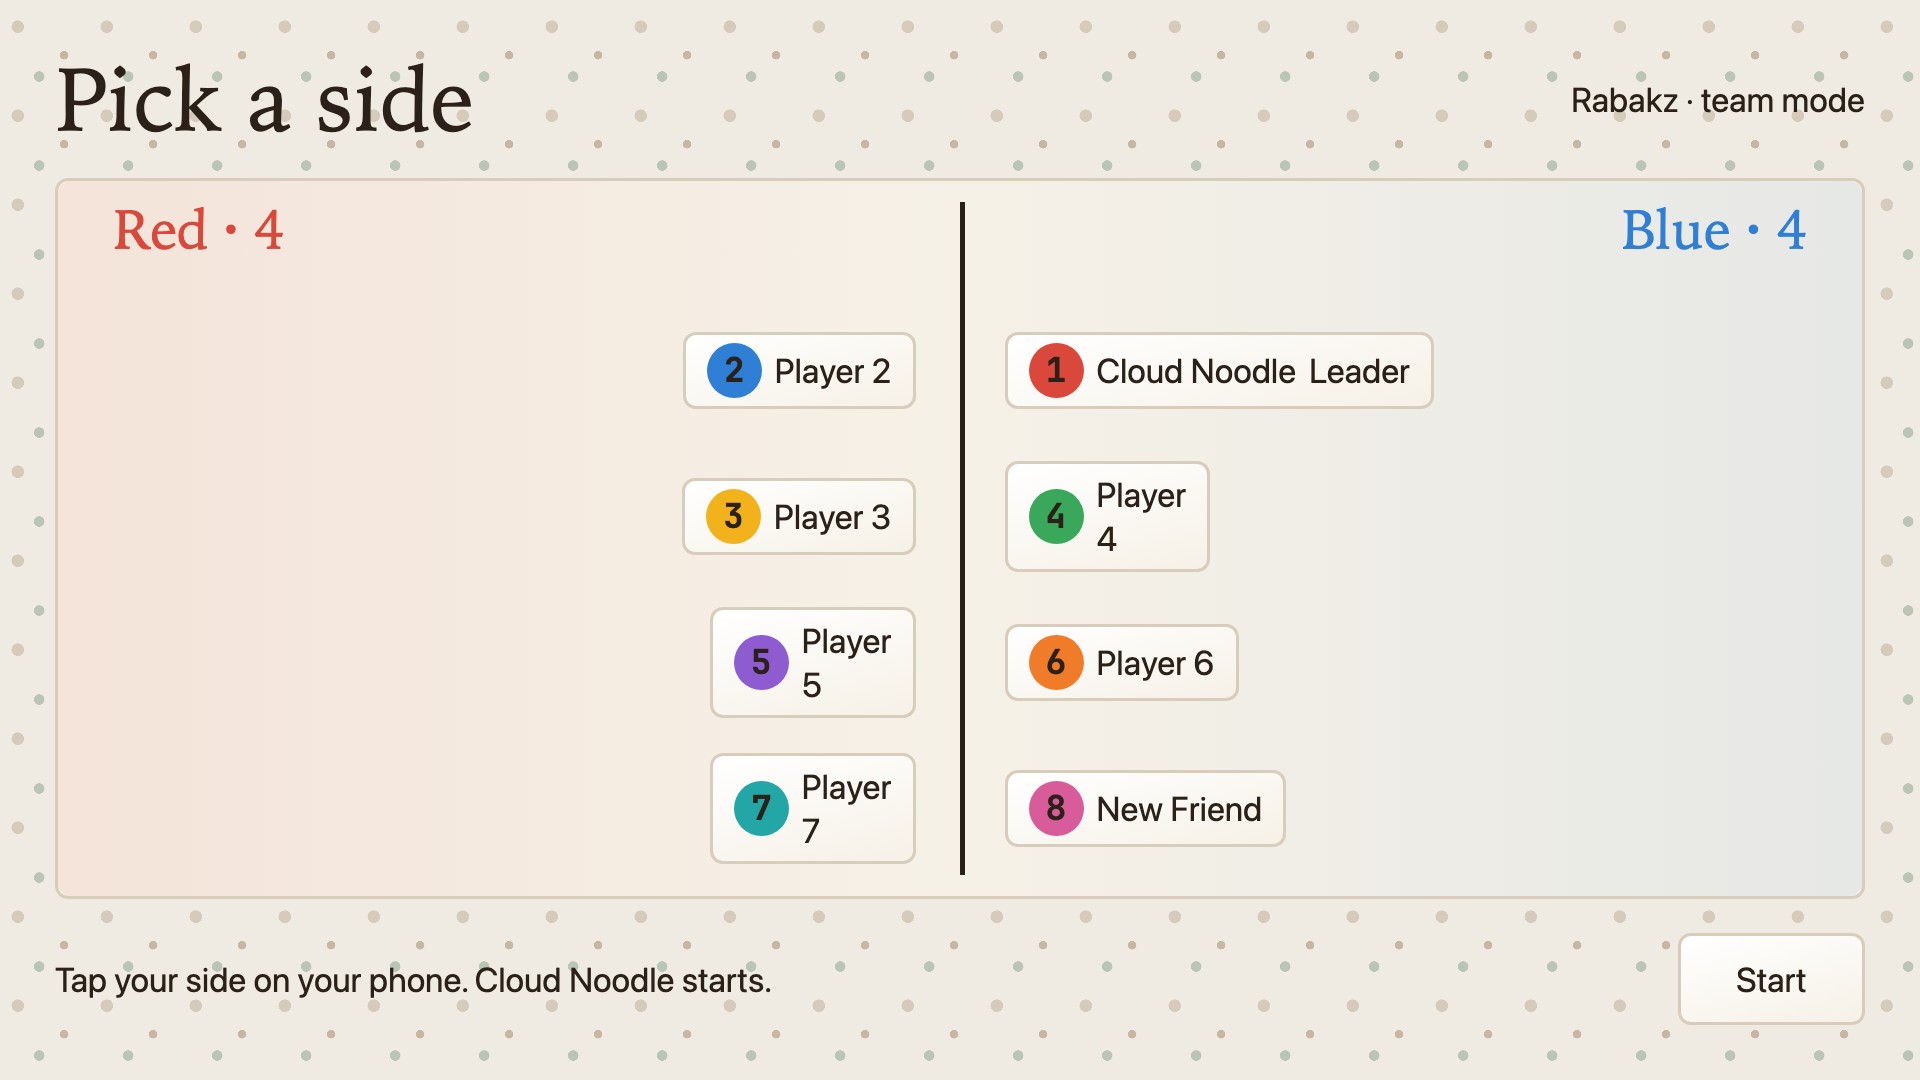 Pick a side
Rabakz · team mode
Red · 4
Blue · 4
2 Player 2
1 Cloud Noodle Leader
3 Player 3
4 Player
4
5 Player
5
6 Player 6
7 Player
7
8 New Friend
Tap your side on your phone. Cloud Noodle starts.
Start